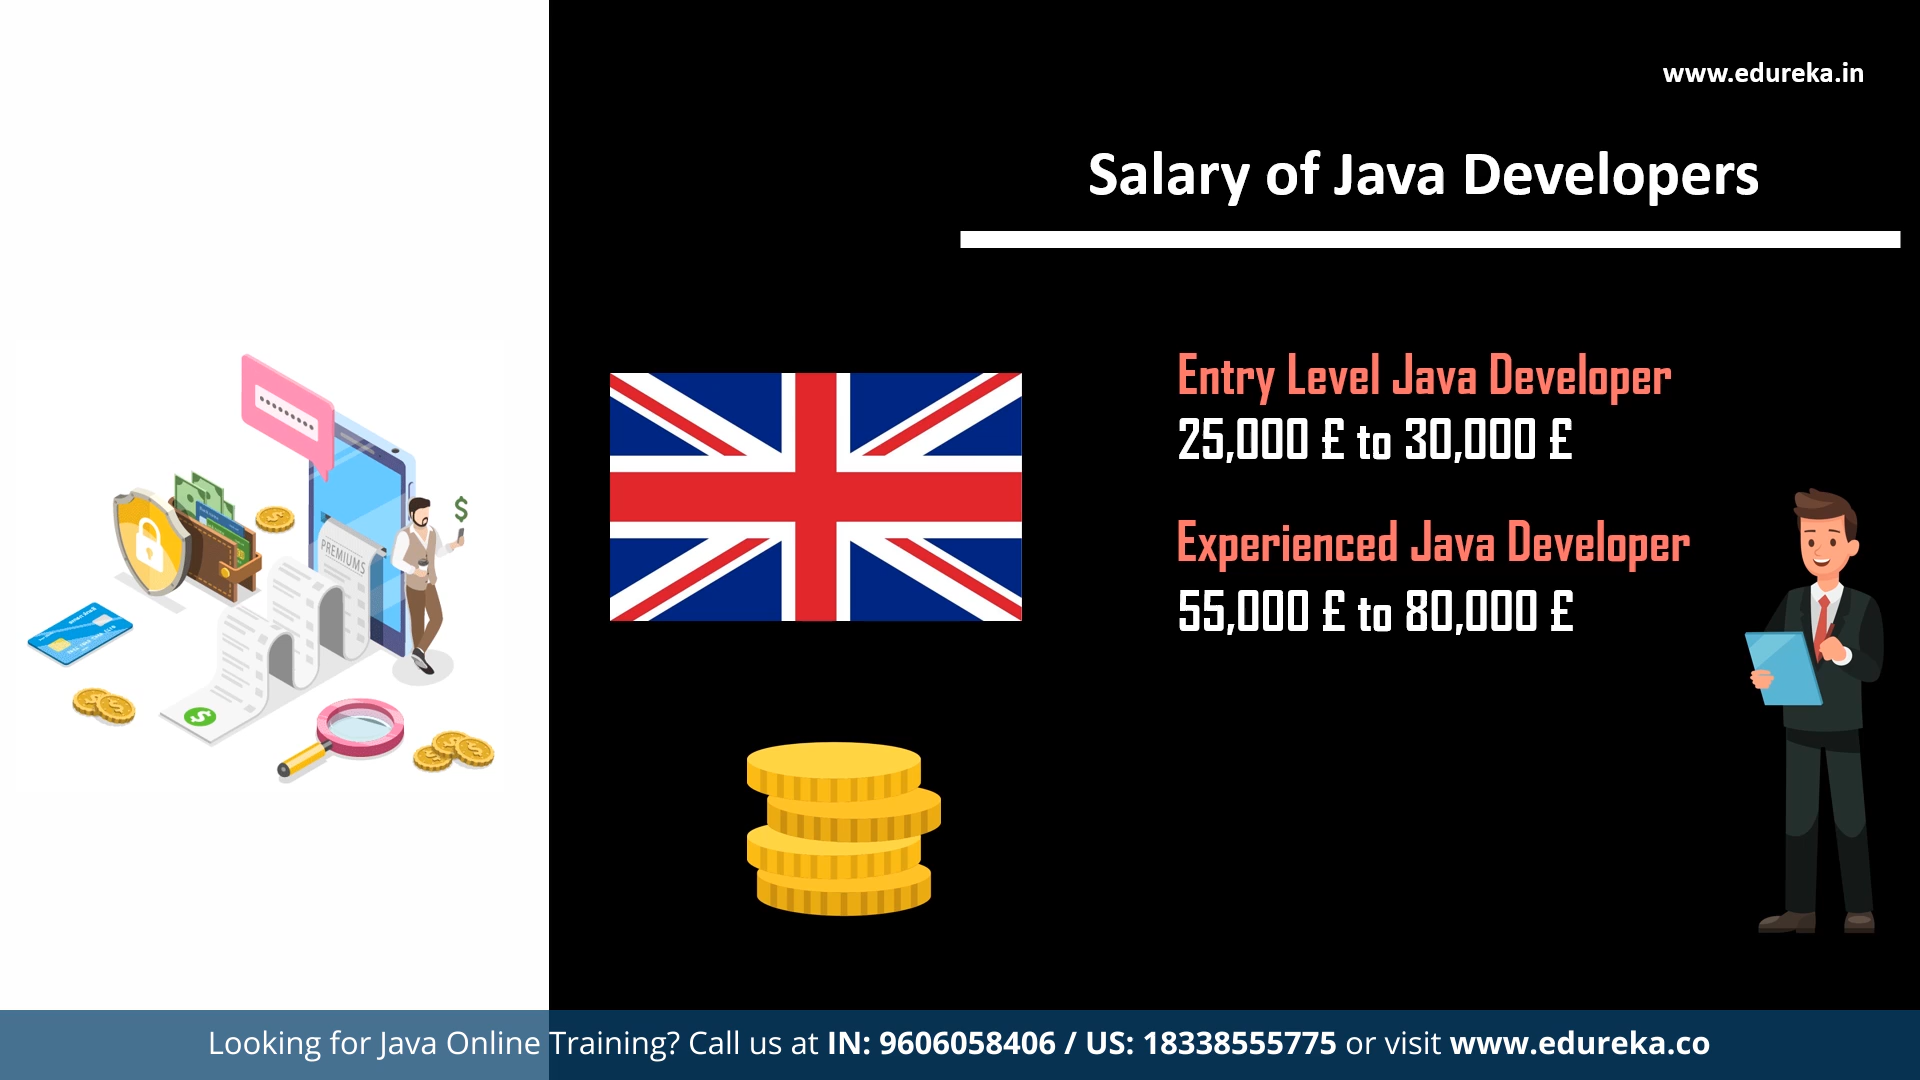 www.edureka.in
Salary of Java Developers
Entry Level Java Developer
25,000 £ to 30,000 £
Experienced Java Developer
55,000 £ to 80,000 £
PREMIUMS
Looking for Java Online Training? Call us at IN: 9606058406 / US: 18338555775 or visit www.edureka.co